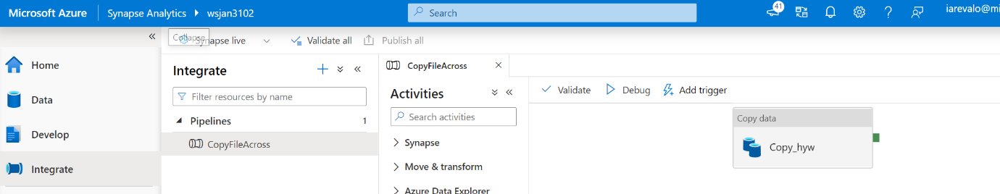 Microsoft Azure Synapse Analytics wsjan3102 Search 41
Collapse Synapse live Validate all Publish all
Home
Data
Develop
Integrate
Integrate
Filter resources by name
Pipelines 1
CopyFileAcross
CopyFileAcross
Activities
Search activities
Synapse
Move & transform
Azure Data Explorer
Validate Debug Add trigger
Copy data
Copy_hyw